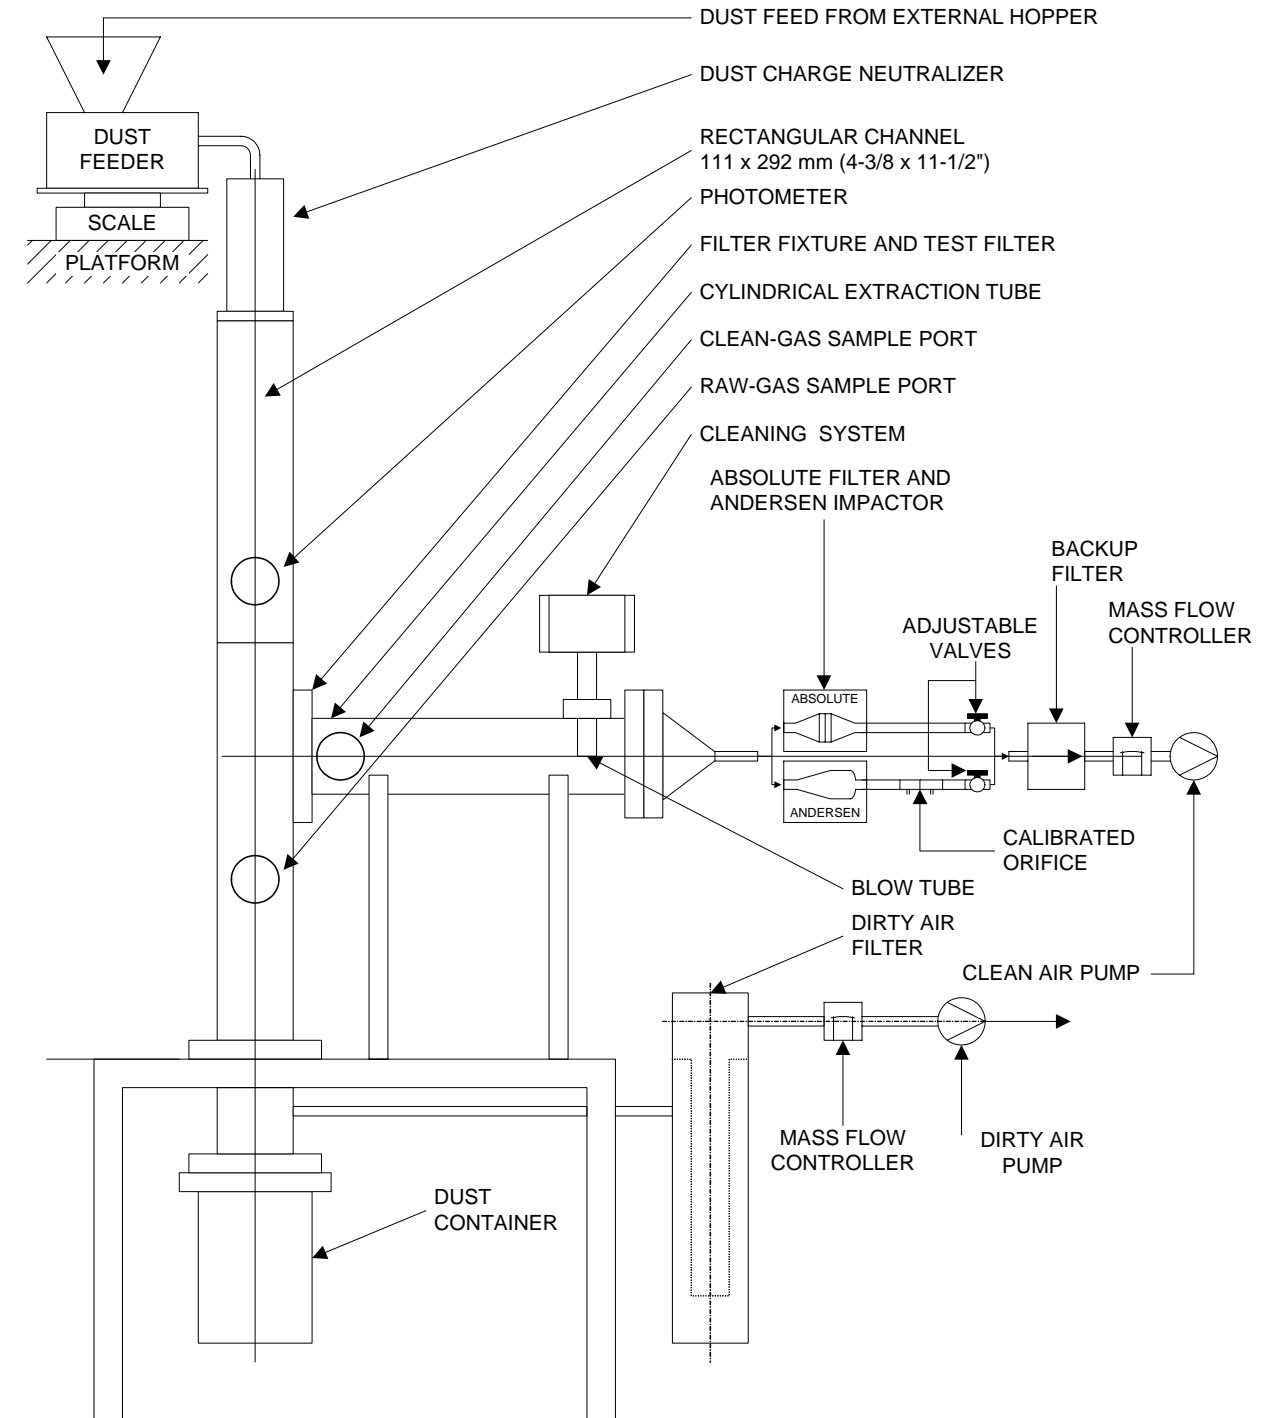 DUST FEED FROM EXTERNAL HOPPER
DUST CHARGE NEUTRALIZER
DUST
FEEDER
RECTANGULAR CHANNEL
111 x 292 mm (4-3/8 x 11-1/2")
PHOTOMETER
SCALE
FILTER FIXTURE AND TEST FILTER
PLATFORM
CYLINDRICAL EXTRACTION TUBE
CLEAN-GAS SAMPLE PORT
RAW-GAS SAMPLE PORT
CLEANING SYSTEM
ABSOLUTE FILTER AND
ANDERSEN IMPACTOR
BACKUP
FILTER
MASS FLOW
CONTROLLER
ADJUSTABLE
VALVES
ABSOLUTE
ANDERSEN
CALIBRATED
ORIFICE
BLOW TUBE
DIRTY AIR
FILTER
CLEAN AIR PUMP
MASS FLOW
CONTROLLER
DIRTY AIR
PUMP
DUST
CONTAINER